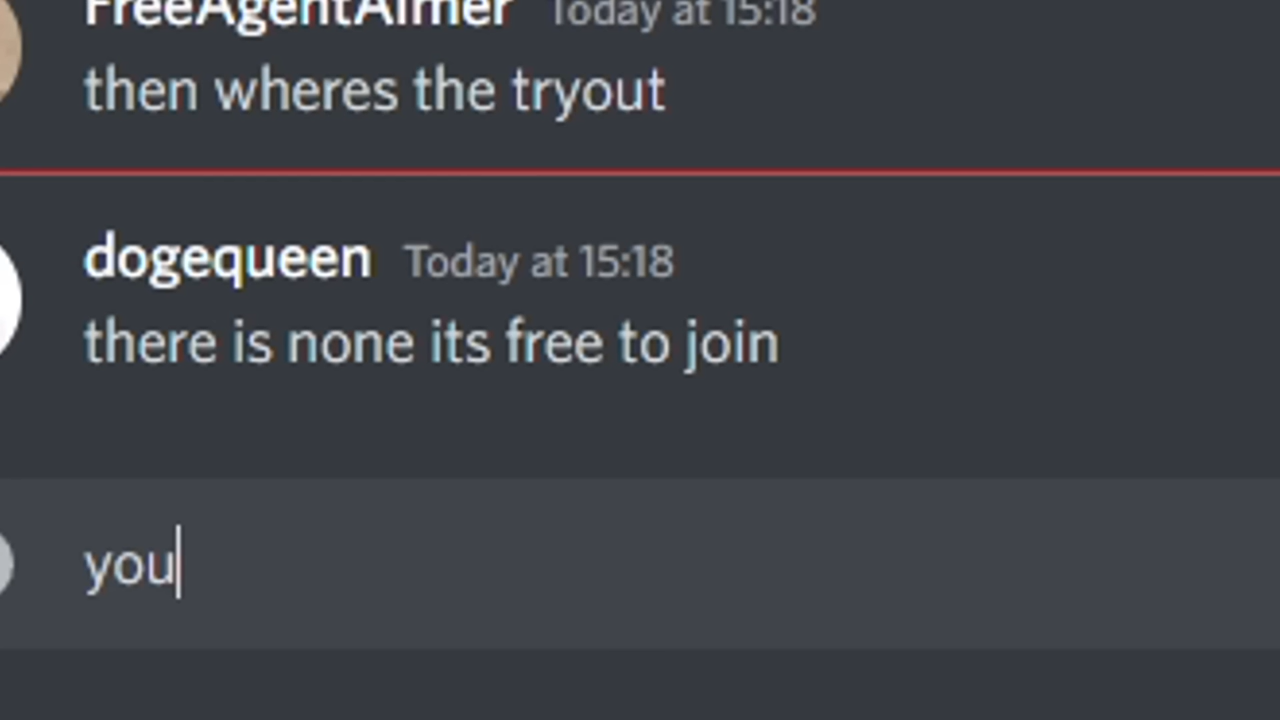 FreeAgentAimer Today at 15:18
then wheres the tryout
dogequeen Today at 15:18
there is none its free to join
you